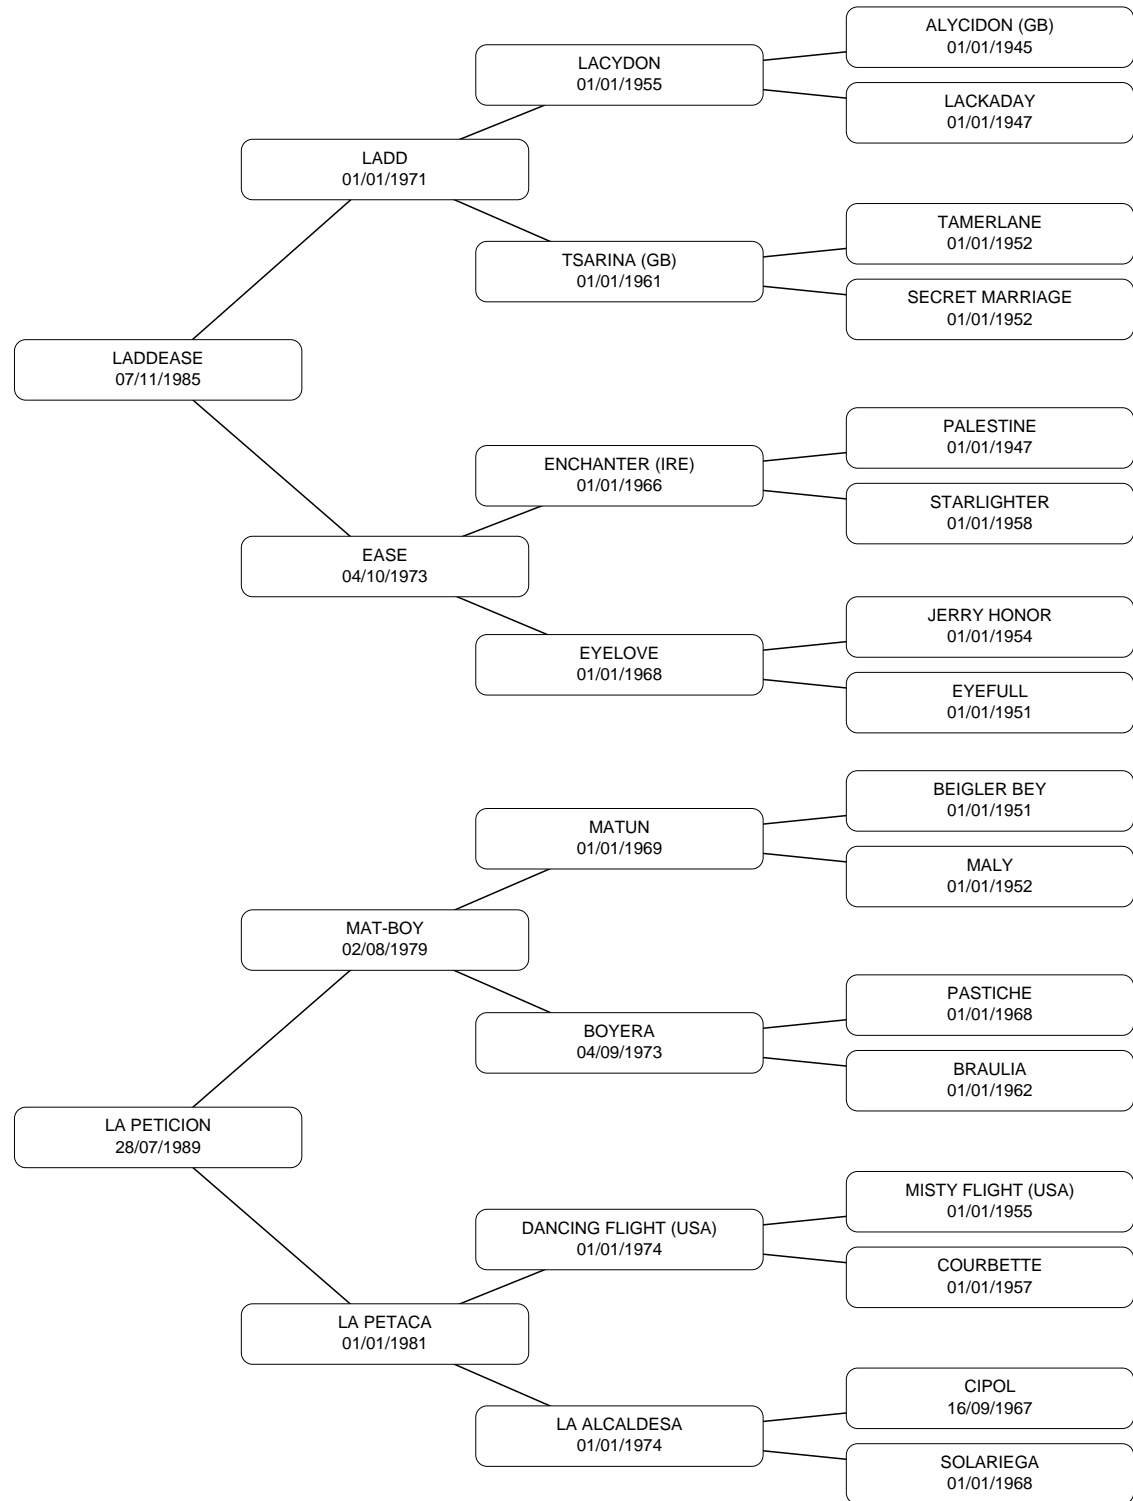 ALYCIDON (GB)
01/01/1945
LACYDON
01/01/1955
LACKADAY
01/01/1947
LADD
01/01/1971
TAMERLANE
01/01/1952
TSARINA (GB)
01/01/1961
SECRET MARRIAGE
01/01/1952
LADDEASE
07/11/1985
PALESTINE
01/01/1947
ENCHANTER (IRE)
01/01/1966
STARLIGHTER
01/01/1958
EASE
04/10/1973
JERRY HONOR
01/01/1954
EYELOVE
01/01/1968
EYEFULL
01/01/1951
BEIGLER BEY
01/01/1951
MATUN
01/01/1969
MALY
01/01/1952
MAT-BOY
02/08/1979
PASTICHE
01/01/1968
BOYERA
04/09/1973
BRAULIA
01/01/1962
LA PETICION
28/07/1989
MISTY FLIGHT (USA)
01/01/1955
DANCING FLIGHT (USA)
01/01/1974
COURBETTE
01/01/1957
LA PETACA
01/01/1981
CIPOL
16/09/1967
LA ALCALDESA
01/01/1974
SOLARIEGA
01/01/1968